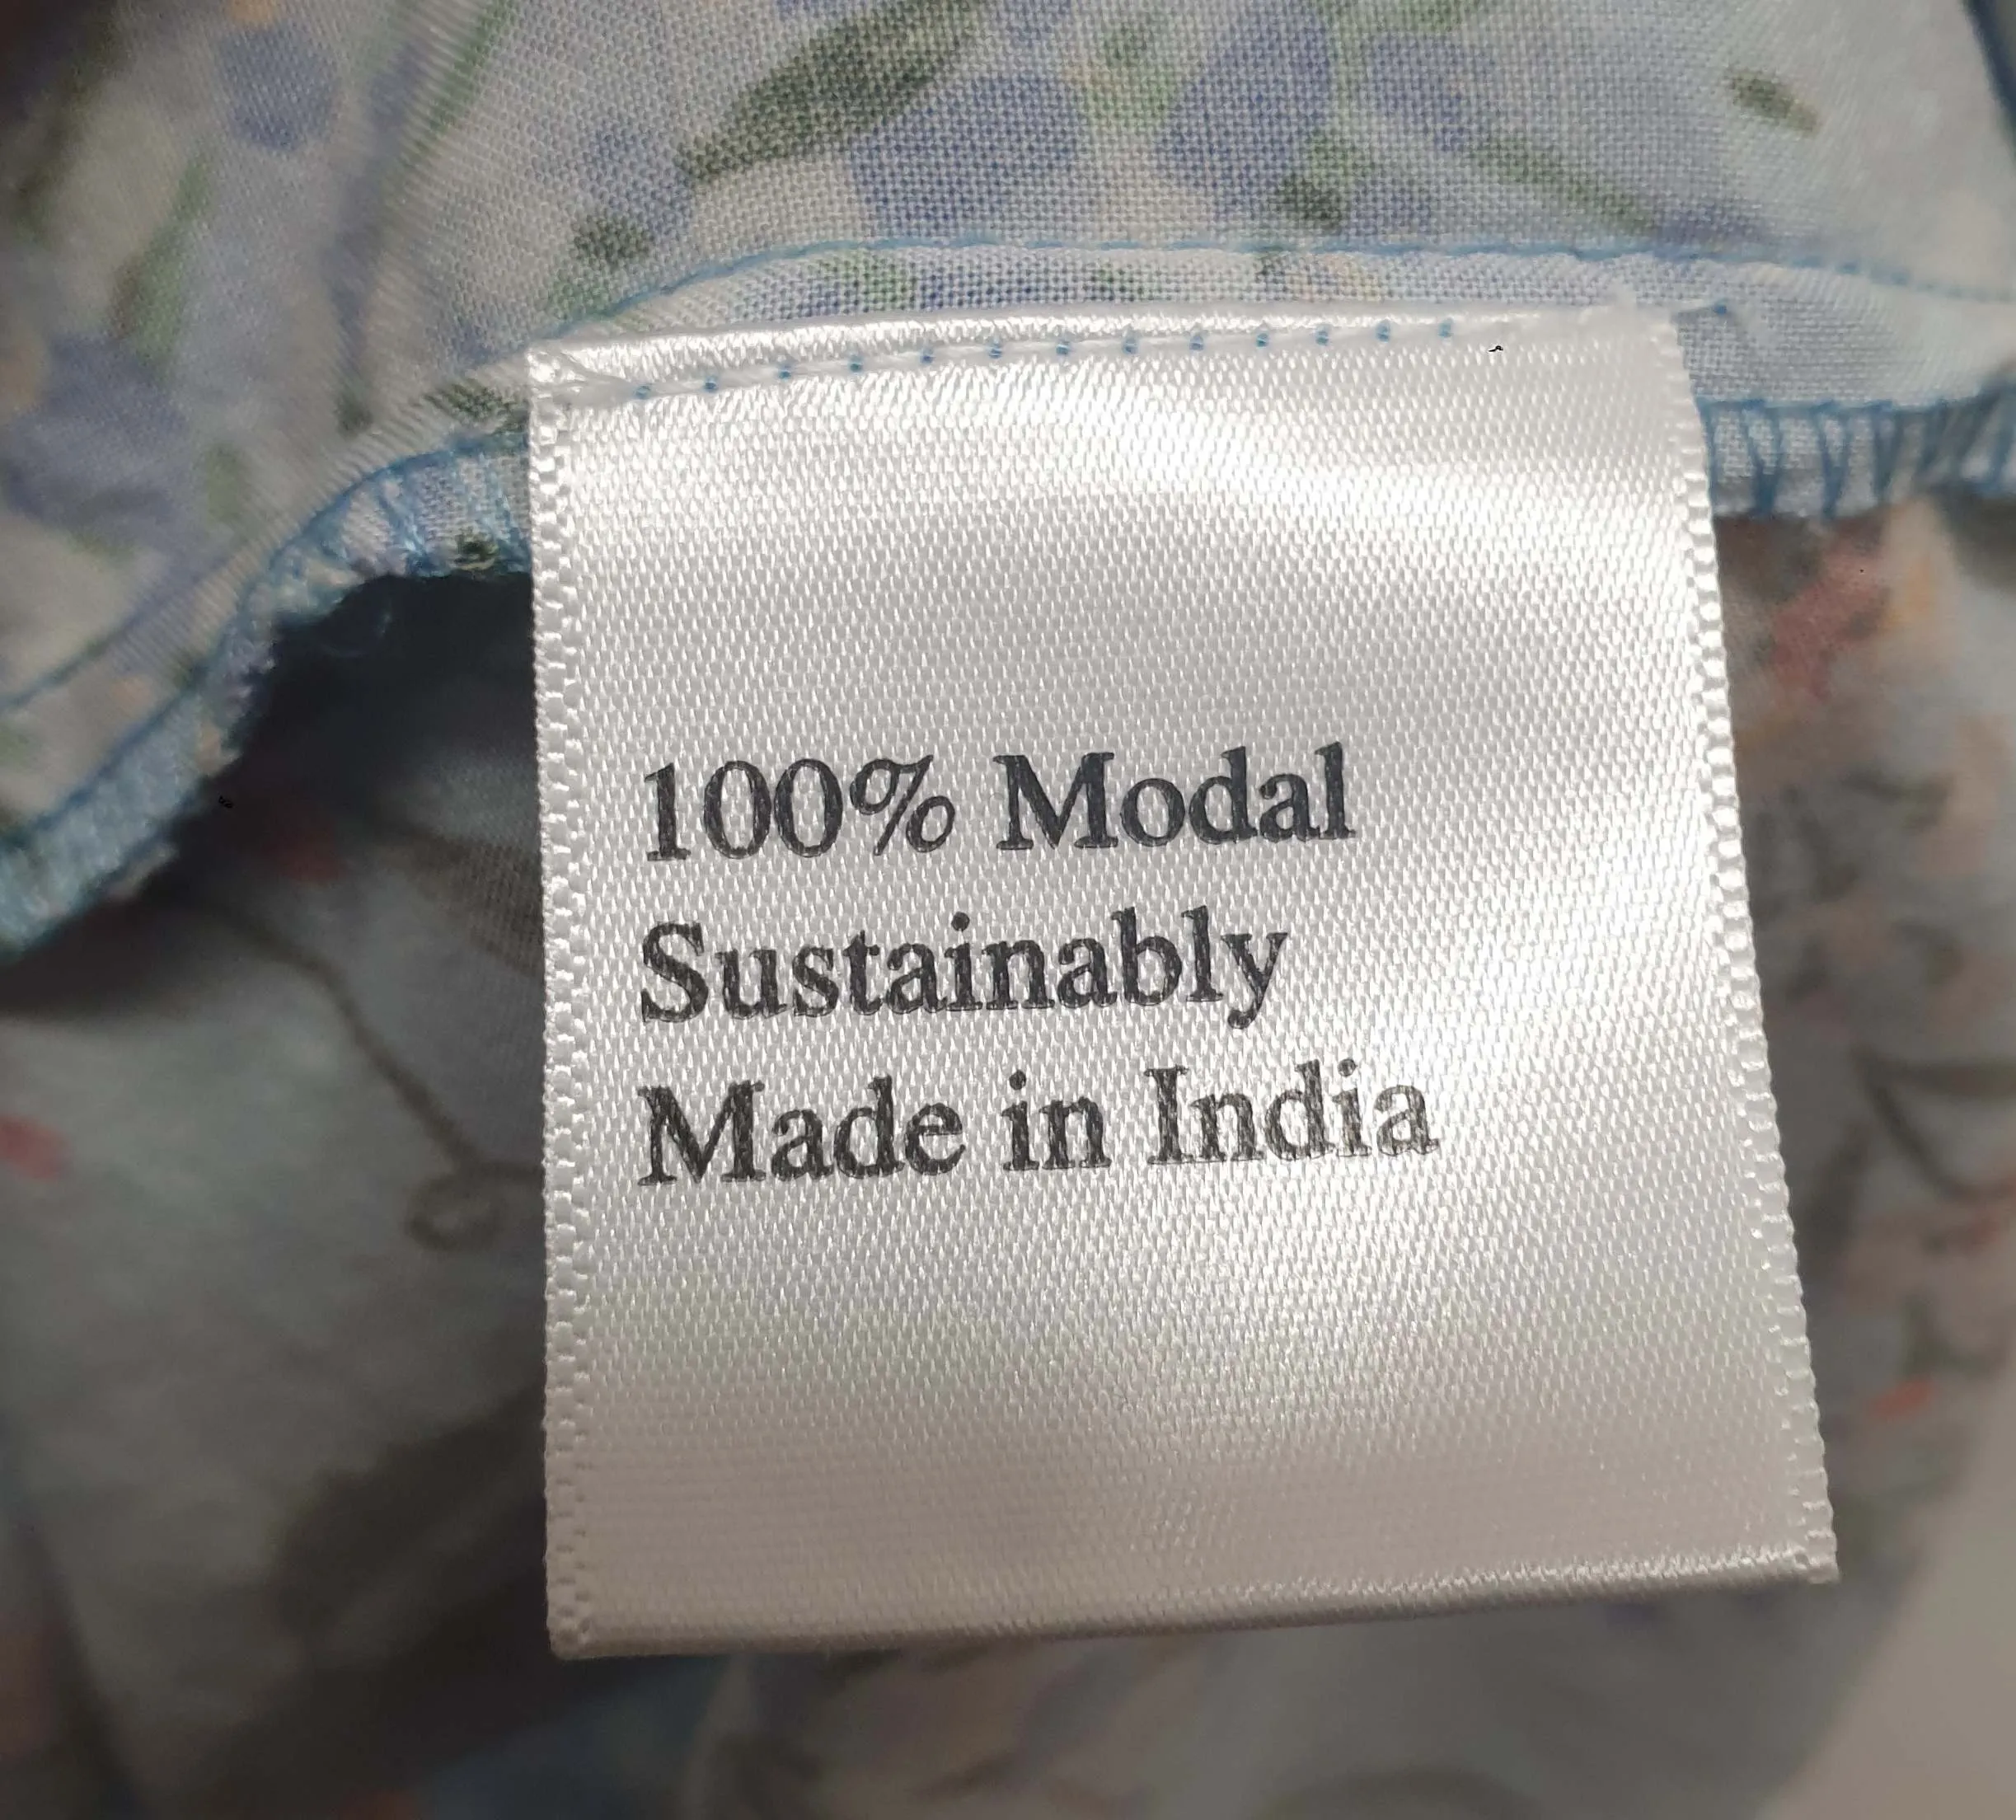 100% Modal
Sustainably
Made in India